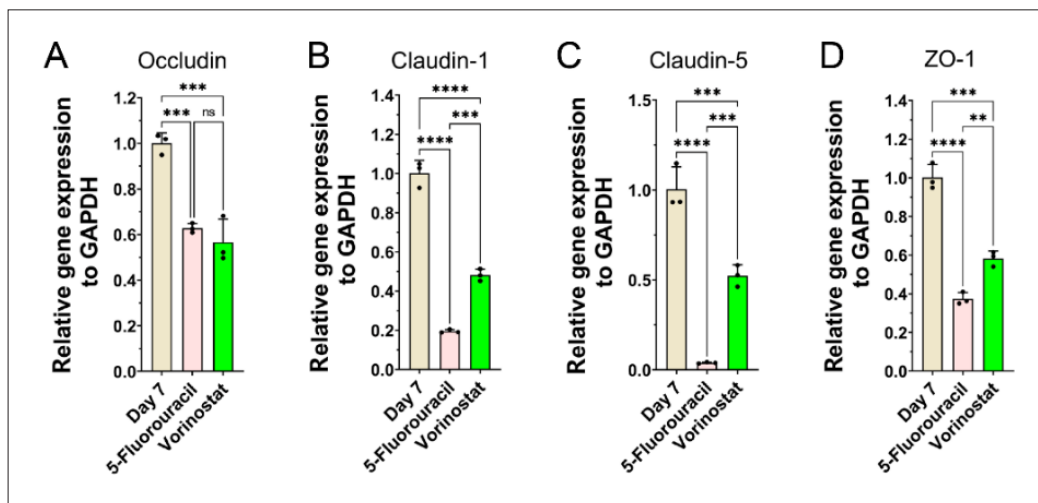 A
Occludin
Relative gene expression
to GAPDH
1.2
1.0
0.8
0.6
0.4
0.2
0.0
***
***
ns
Day 7
5-Fluorouracil
Vorinostat
B
Claudin-1
Relative gene expression
to GAPDH
1.4
1.2
1.0
0.8
0.6
0.4
0.2
0.0
****
***
****
Day 7
5-Fluorouracil
Vorinostat
C
Claudin-5
Relative gene expression
to GAPDH
1.5
1.0
0.5
0.0
***
***
****
Day 7
5-Fluorouracil
Vorinostat
D
ZO-1
Relative gene expression
to GAPDH
1.4
1.2
1.0
0.8
0.6
0.4
0.2
0.0
***
**
****
Day 7
5-Fluorouracil
Vorinostat